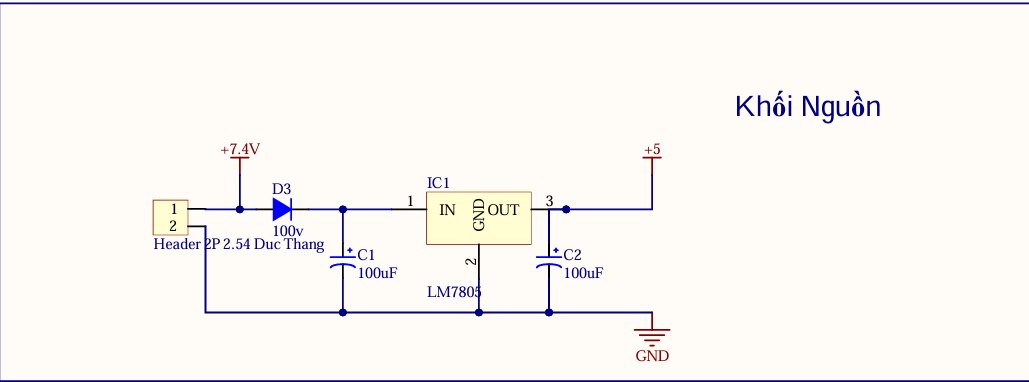 Khối Nguồn
+7.4V
+5
D3
100v
1
2
Header 2P 2.54 Duc Thang
IC1
1
IN
GND
OUT
3
2
LM7805
C1
100uF
C2
100uF
GND